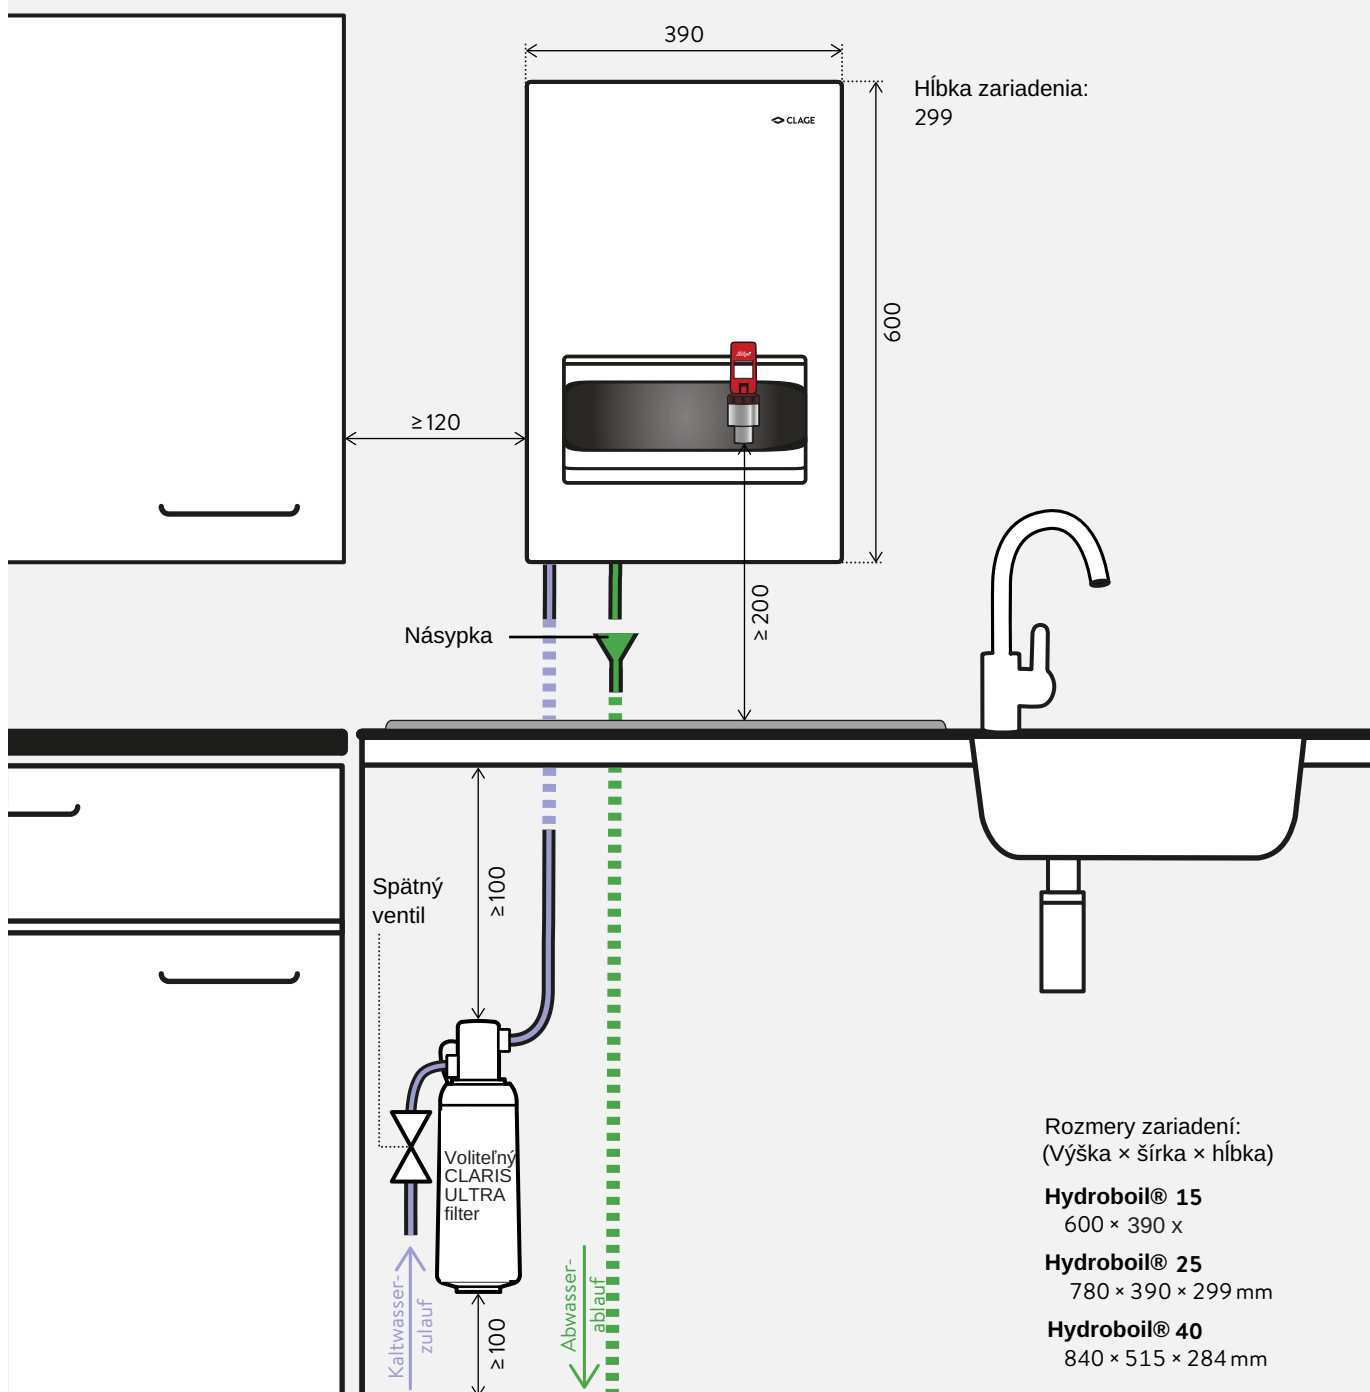 390
Hĺbka zariadenia:
299
CLAGE
600
≥ 120
≥ 200
Násypka
Spätný
ventil
≥ 100
Voliteľný
CLARIS
ULTRA
filter
Kaltwasser-
zulauf
≥ 100
Abwasser-
ablauf
Rozmery zariadení:
(Výška × šírka × hĺbka)
Hydroboil® 15
600 × 390 x
Hydroboil® 25
780 × 390 × 299 mm
Hydroboil® 40
840 × 515 × 284 mm